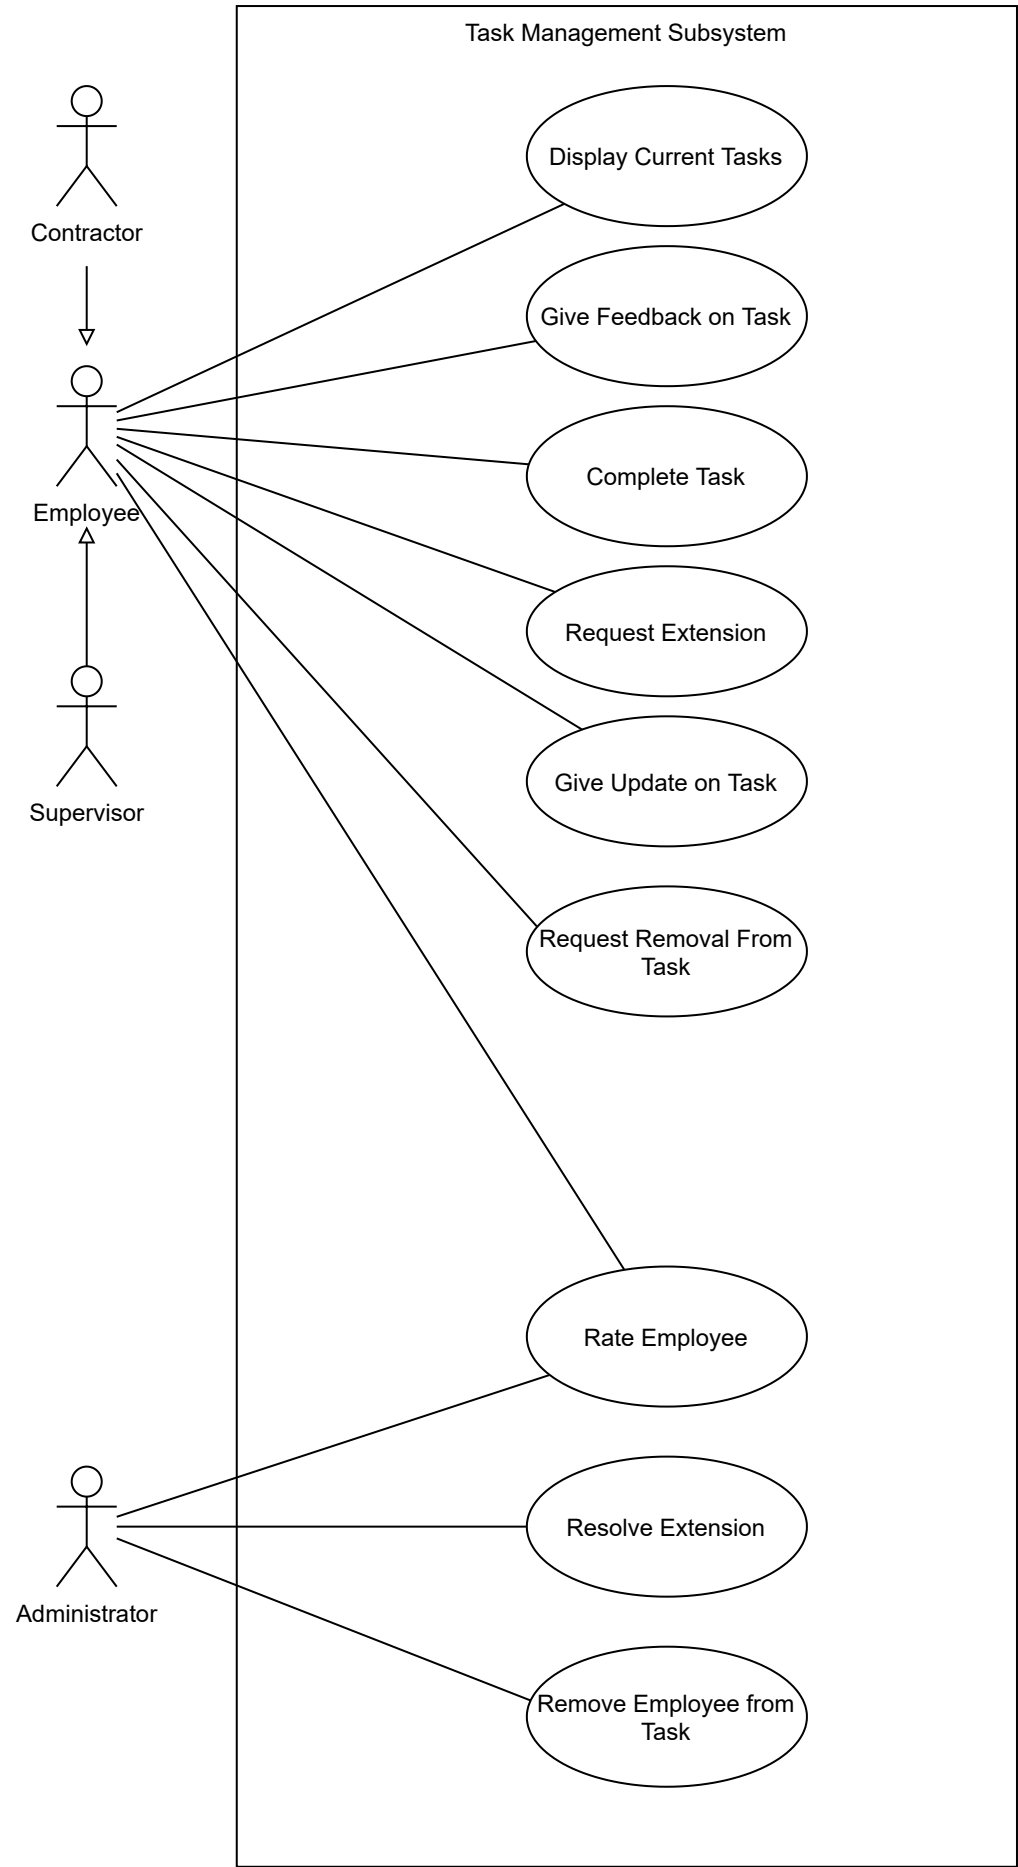 Task Management Subsystem
Contractor
Display Current Tasks
Give Feedback on Task
Employee
Complete Task
Request Extension
Supervisor
Give Update on Task
Request Removal From
Task
Rate Employee
Administrator
Resolve Extension
Remove Employee from
Task